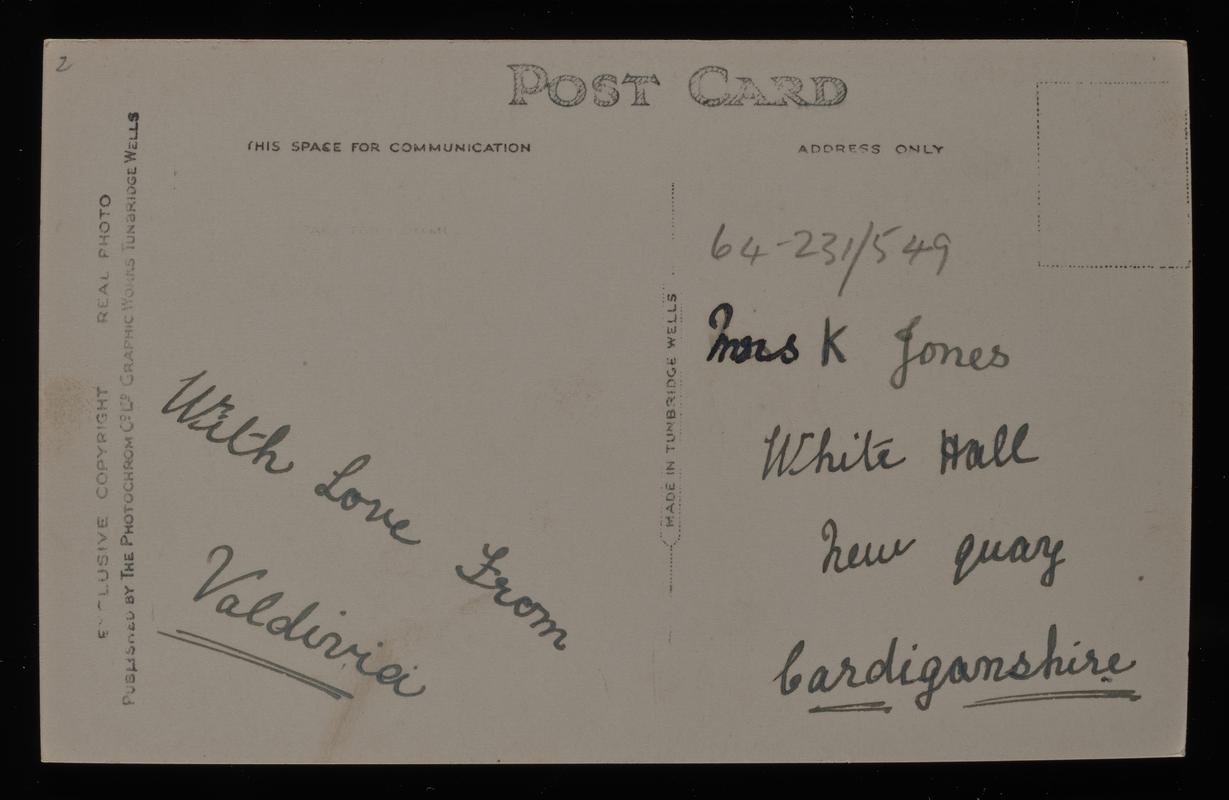 2
POST CARD
THIS SPACE FOR COMMUNICATION
ADDRESS ONLY
EXCLUSIVE COPYRIGHT REAL PHOTO
PUBLISHED BY THE PHOTOCHROM CO. LTD. GRAPHIC WORKS TUNBRIDGE WELLS
With Love From
Valdivia
MADE IN TUNBRIDGE WELLS
64-231/549
Mrs K Jones
White Hall
New quay
Cardiganshire